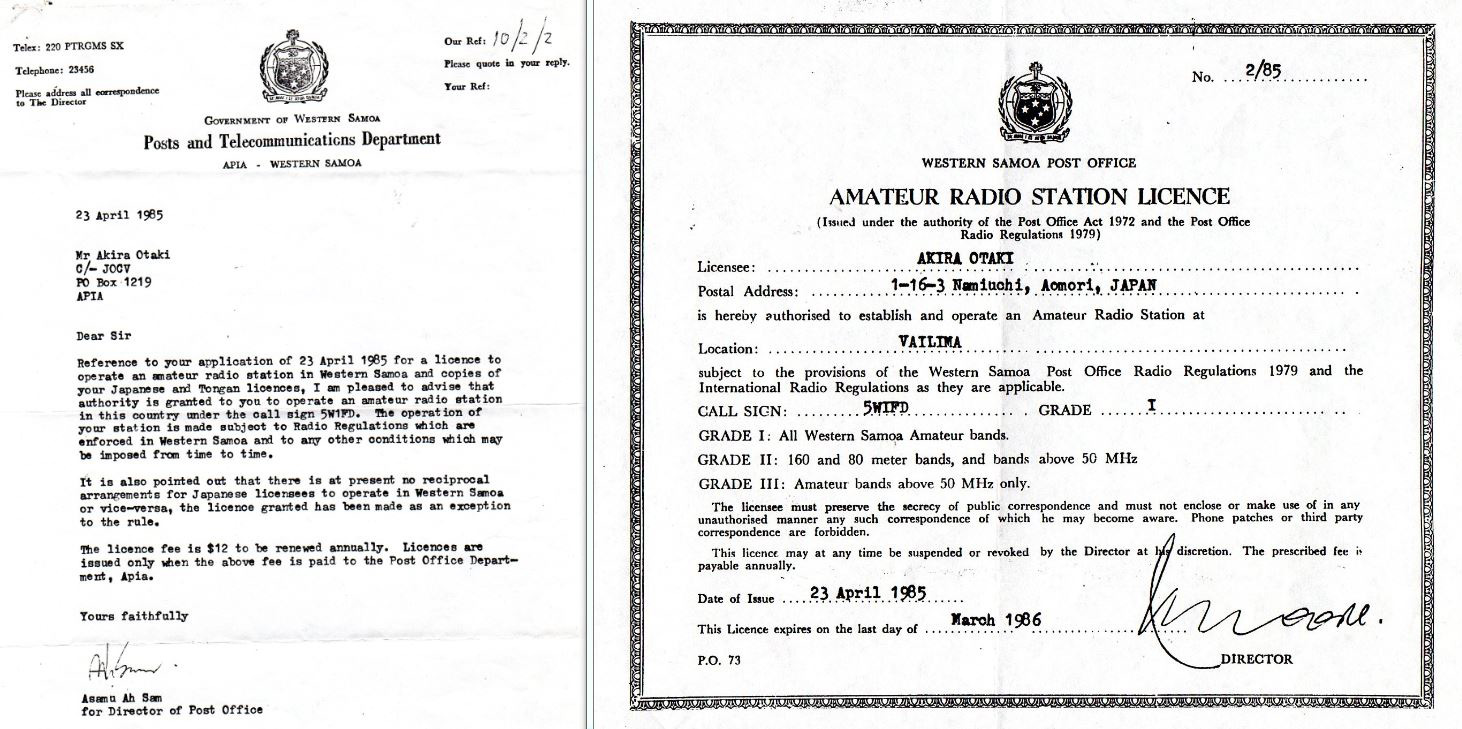 Telex: 220 PTRGMS SX
Telephone: 23456
Please address all correspondence
to The Director
Our Ref: 10/2/2
Please quote in your reply.
Your Ref:
GOVERNMENT OF WESTERN SAMOA
Posts and Telecommunications Department
APIA - WESTERN SAMOA
23 April 1985
Mr Akira Otaki
C/- JOCV
PO Box 1219
APIA
Dear Sir
Reference to your application of 23 April 1985 for a licence to
operate an amateur radio station in Western Samoa and copies of
your Japanese and Tongan licences, I am pleased to advise that
authority is granted to you to operate an amateur radio station
in this country under the call sign 5W1FD. The operation of
your station is made subject to Radio Regulations which are
enforced in Western Samoa and to any other conditions which may
be imposed from time to time.
It is also pointed out that there is at present no reciprocal
arrangements for Japanese licensees to operate in Western Samoa
or vice-versa, the licence granted has been made as an exception
to the rule.
The licence fee is $12 to be renewed annually. Licences are
issued only when the above fee is paid to the Post Office Depart-
ment, Apia.
Yours faithfully
Asamu Ah Sam
for Director of Post Office
No. 2/85
WESTERN SAMOA POST OFFICE
AMATEUR RADIO STATION LICENCE
(Issued under the authority of the Post Office Act 1972 and the Post Office
Radio Regulations 1979)
Licensee: AKIRA OTAKI
Postal Address: 1-16-3 Namiuchi, Aomori, JAPAN
is hereby authorised to establish and operate an Amateur Radio Station at
Location: VAILIMA
subject to the provisions of the Western Samoa Post Office Radio Regulations 1979 and the
International Radio Regulations as they are applicable.
CALL SIGN: 5W1FD GRADE I
GRADE I: All Western Samoa Amateur bands.
GRADE II: 160 and 80 meter bands, and bands above 50 MHz
GRADE III: Amateur bands above 50 MHz only.
The licensee must preserve the secrecy of public correspondence and must not enclose or make use of in any
unauthorised manner any such correspondence of which he may become aware. Phone patches or third party
correspondence are forbidden.
This licence may at any time be suspended or revoked by the Director at his discretion. The prescribed fee is
payable annually.
Date of Issue 23 April 1985
This Licence expires on the last day of March 1986
P.O. 73
DIRECTOR